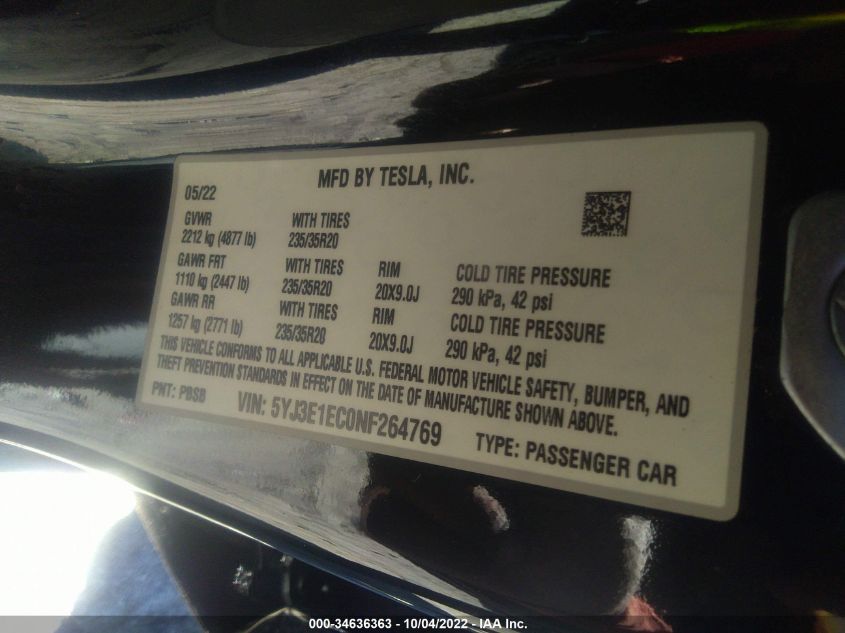 MFD BY TESLA, INC.
05/22
GVWR WITH TIRES
2212 kg (4877 lb) 235/35R20
GAWR FRT WITH TIRES RIM COLD TIRE PRESSURE
1110 kg (2447 lb) 235/35R20 20X9.0J 290 kPa, 42 psi
GAWR RR WITH TIRES RIM COLD TIRE PRESSURE
1257 kg (2771 lb) 235/35R20 20X9.0J 290 kPa, 42 psi
THIS VEHICLE CONFORMS TO ALL APPLICABLE U.S. FEDERAL MOTOR VEHICLE SAFETY, BUMPER, AND
THEFT PREVENTION STANDARDS IN EFFECT ON THE DATE OF MANUFACTURE SHOWN ABOVE.
PNT: PBSB VIN: 5YJ3E1EC0NF264769 TYPE: PASSENGER CAR
000-34636363 - 10/04/2022 - IAA Inc.